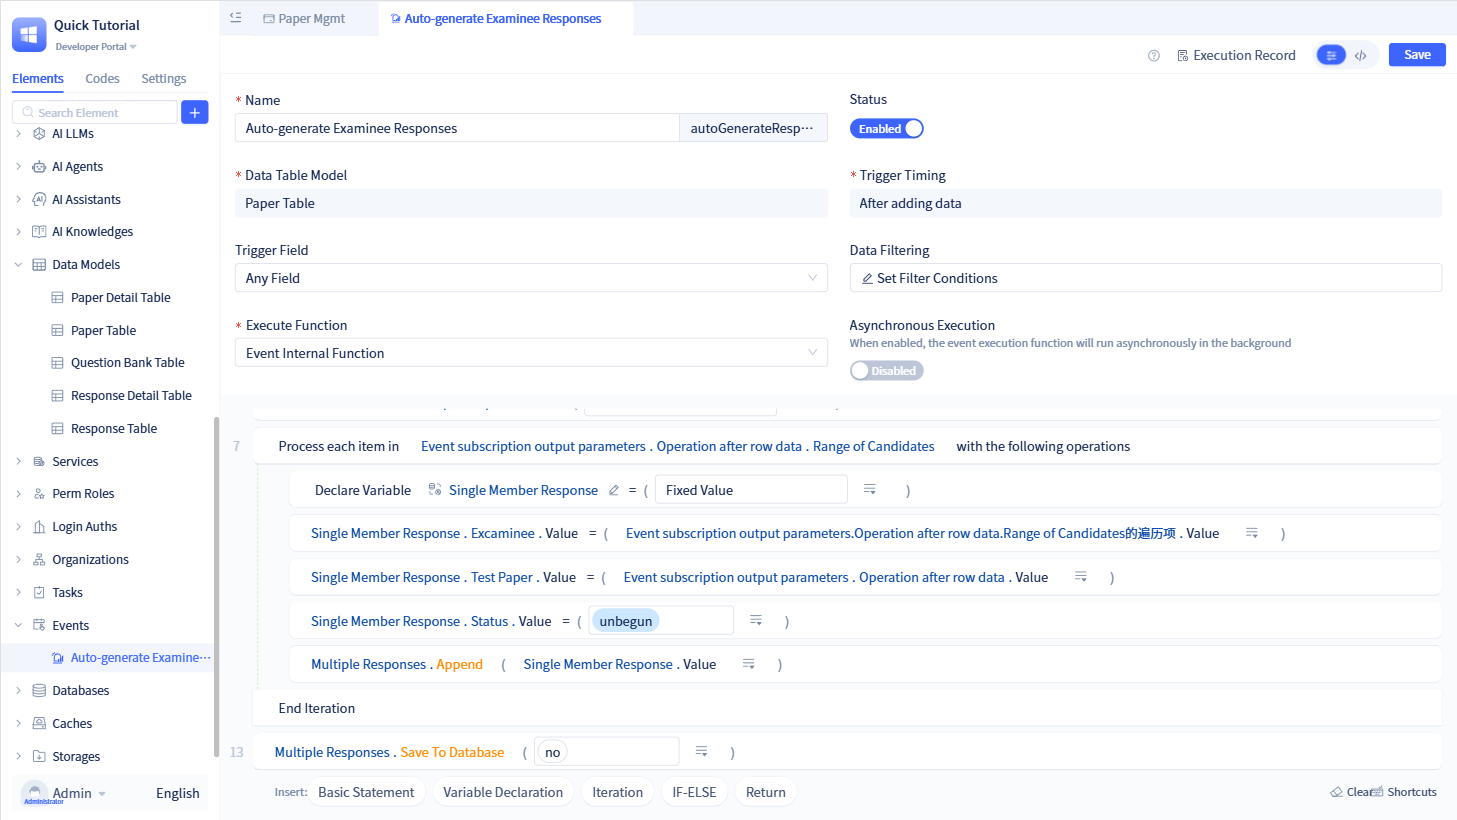 Quick Tutorial
Developer Portal
Elements Codes Settings
Search Element
AI LLMs
AI Agents
AI Assistants
AI Knowledges
Data Models
Paper Detail Table
Paper Table
Question Bank Table
Response Detail Table
Response Table
Services
Perm Roles
Login Auths
Organizations
Tasks
Events
Auto-generate Examine···
Databases
Caches
Storages
Admin
Administrator
English
Paper Mgmt
Auto-generate Examinee Responses
Execution Record
Save
* Name
Auto-generate Examinee Responses autoGenerateResp···
Status
Enabled
* Data Table Model
Paper Table
* Trigger Timing
After adding data
Trigger Field
Any Field
Data Filtering
Set Filter Conditions
* Execute Function
Event Internal Function
Asynchronous Execution
When enabled, the event execution function will run asynchronously in the background
Disabled
7 Process each item in Event subscription output parameters . Operation after row data . Range of Candidates with the following operations
Declare Variable Single Member Response = ( Fixed Value )
Single Member Response . Excaminee . Value = ( Event subscription output parameters.Operation after row data.Range of Candidates的遍历项 . Value )
Single Member Response . Test Paper . Value = ( Event subscription output parameters . Operation after row data . Value )
Single Member Response . Status . Value = ( unbegun )
Multiple Responses . Append ( Single Member Response . Value )
End Iteration
13 Multiple Responses . Save To Database ( no )
Insert: Basic Statement Variable Declaration Iteration IF-ELSE Return
Clear Shortcuts